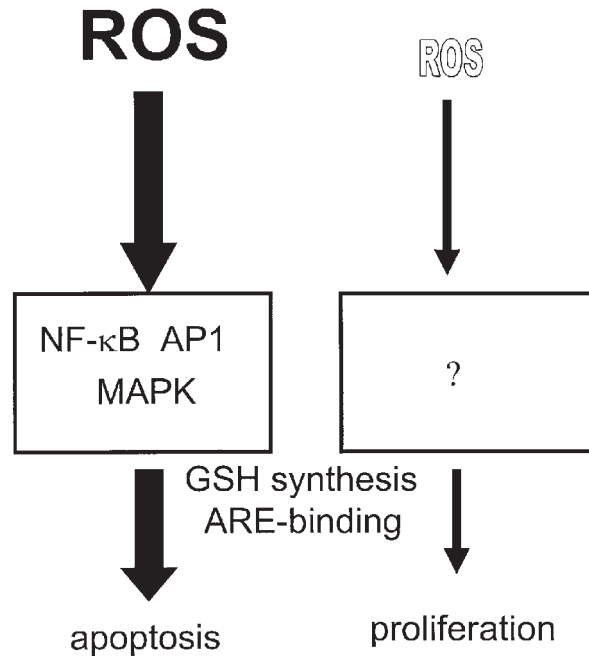 ROS
ROS
NF-κB AP1
MAPK
?
GSH synthesis
ARE-binding
apoptosis
proliferation